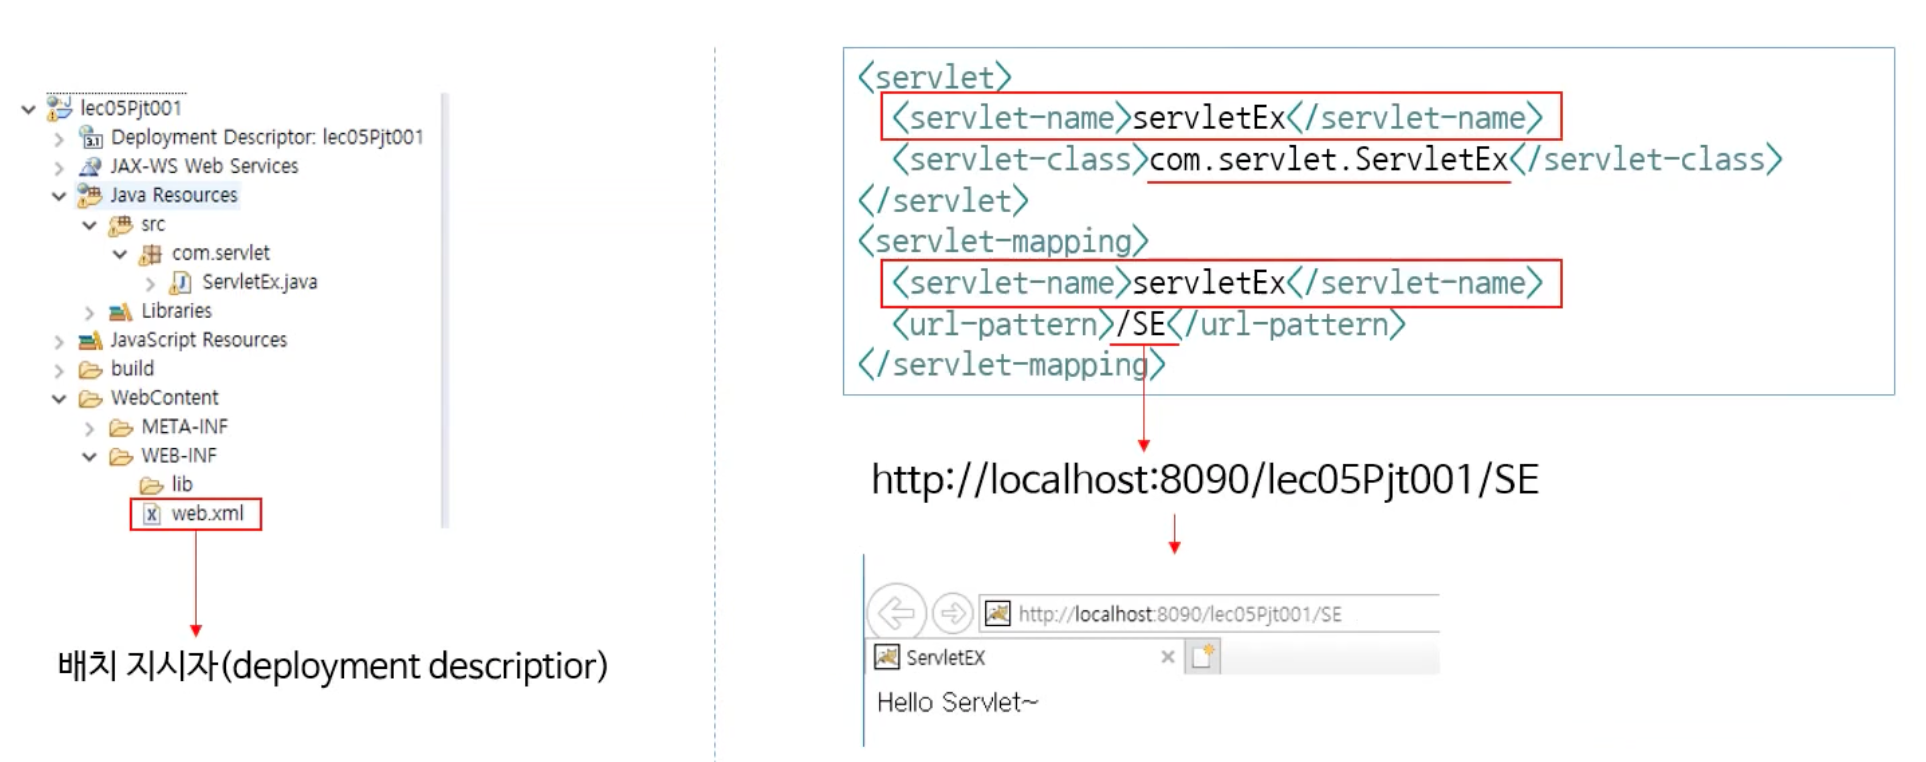 lec05Pjt001
3.1 Deployment Descriptor: lec05Pjt001
JAX-WS Web Services
Java Resources
src
com.servlet
J ServletEx.java
Libraries
JavaScript Resources
build
WebContent
META-INF
WEB-INF
lib
X web.xml
배치 지시자(deployment descriptior)
<servlet>
<servlet-name>servletEx</servlet-name>
<servlet-class>com.servlet.ServletEx</servlet-class>
</servlet>
<servlet-mapping>
<servlet-name>servletEx</servlet-name>
<url-pattern>/SE</url-pattern>
</servlet-mapping>
http://localhost:8090/lec05Pjt001/SE
http://localhost:8090/lec05Pjt001/SE
ServletEX
Hello Servlet~